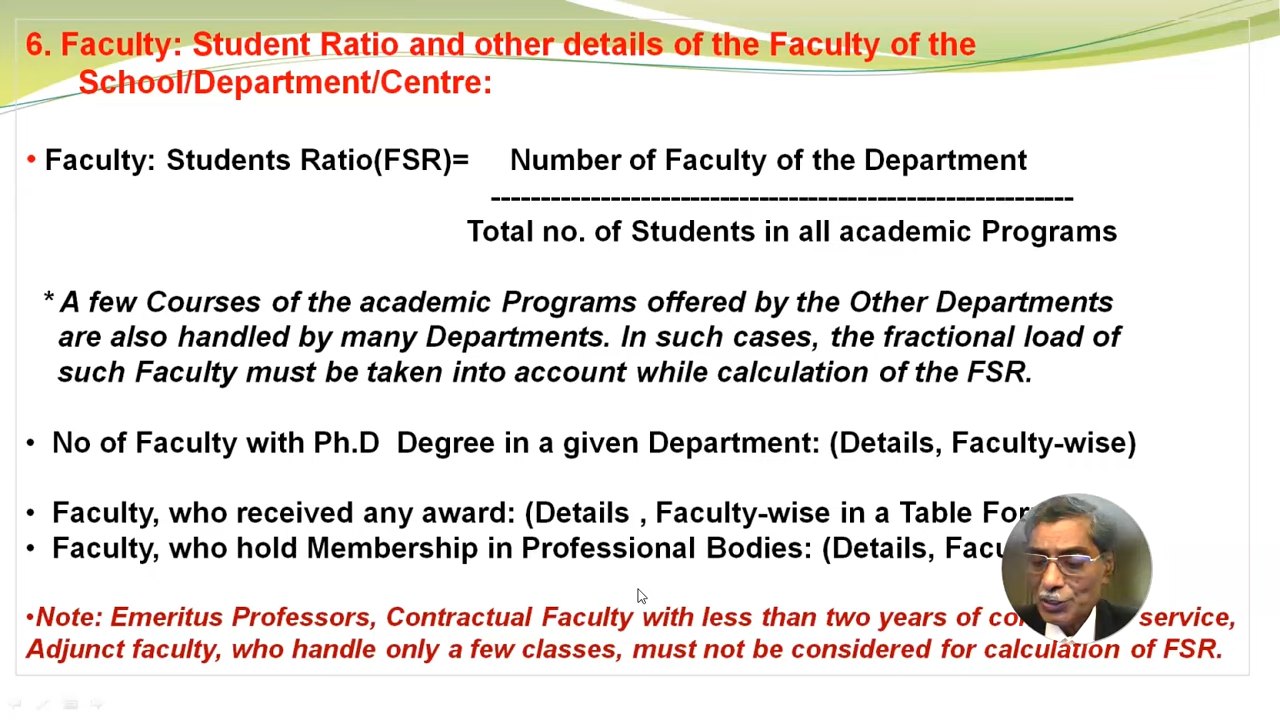 6. Faculty: Student Ratio and other details of the Faculty of the
School/Department/Centre:
• Faculty: Students Ratio(FSR)= Number of Faculty of the Department
----------------------------------------------------------
Total no. of Students in all academic Programs
* A few Courses of the academic Programs offered by the Other Departments
are also handled by many Departments. In such cases, the fractional load of
such Faculty must be taken into account while calculation of the FSR.
• No of Faculty with Ph.D Degree in a given Department: (Details, Faculty-wise)
• Faculty, who received any award: (Details , Faculty-wise in a Table
• Faculty, who hold Membership in Professional Bodies: (Details,
•Note: Emeritus Professors, Contractual Faculty with less than two years of service,
Adjunct faculty, who handle only a few classes, must not be considered for calculation of FSR.